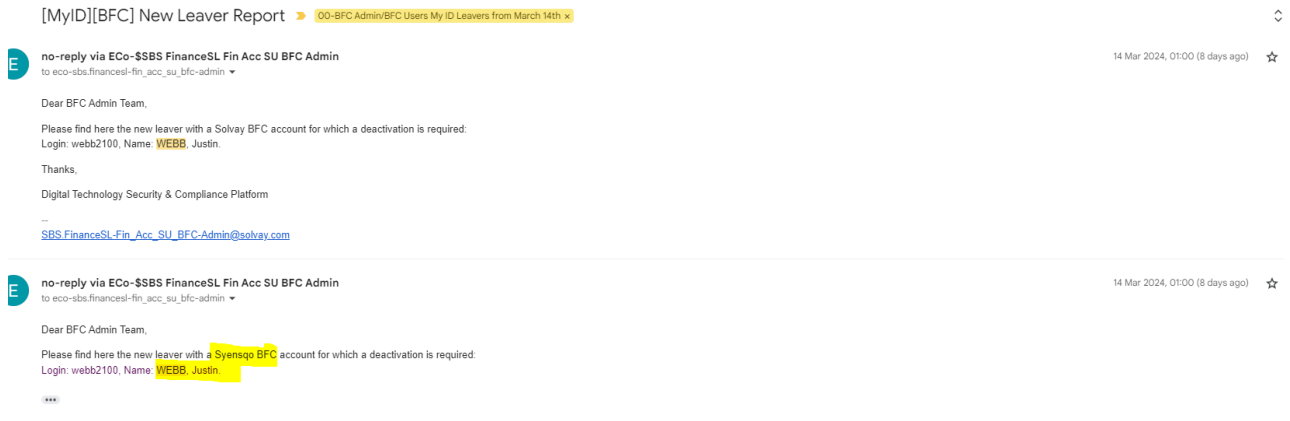 [MyID][BFC] New Leaver Report 00-BFC Admin/BFC Users My ID Leavers from March 14th ×
E
no-reply via ECo-$SBS FinanceSL Fin Acc SU BFC Admin 14 Mar 2024, 01:00 (8 days ago)
to eco-sbs.financesl-fin_acc_su_bfc-admin
Dear BFC Admin Team,
Please find here the new leaver with a Solvay BFC account for which a deactivation is required:
Login: webb2100, Name: WEBB, Justin.
Thanks,
Digital Technology Security & Compliance Platform
--
SBS.FinanceSL-Fin_Acc_SU_BFC-Admin@solvay.com
E
no-reply via ECo-$SBS FinanceSL Fin Acc SU BFC Admin 14 Mar 2024, 01:00 (8 days ago)
to eco-sbs.financesl-fin_acc_su_bfc-admin
Dear BFC Admin Team,
Please find here the new leaver with a Syensqo BFC account for which a deactivation is required:
Login: webb2100, Name: WEBB, Justin.